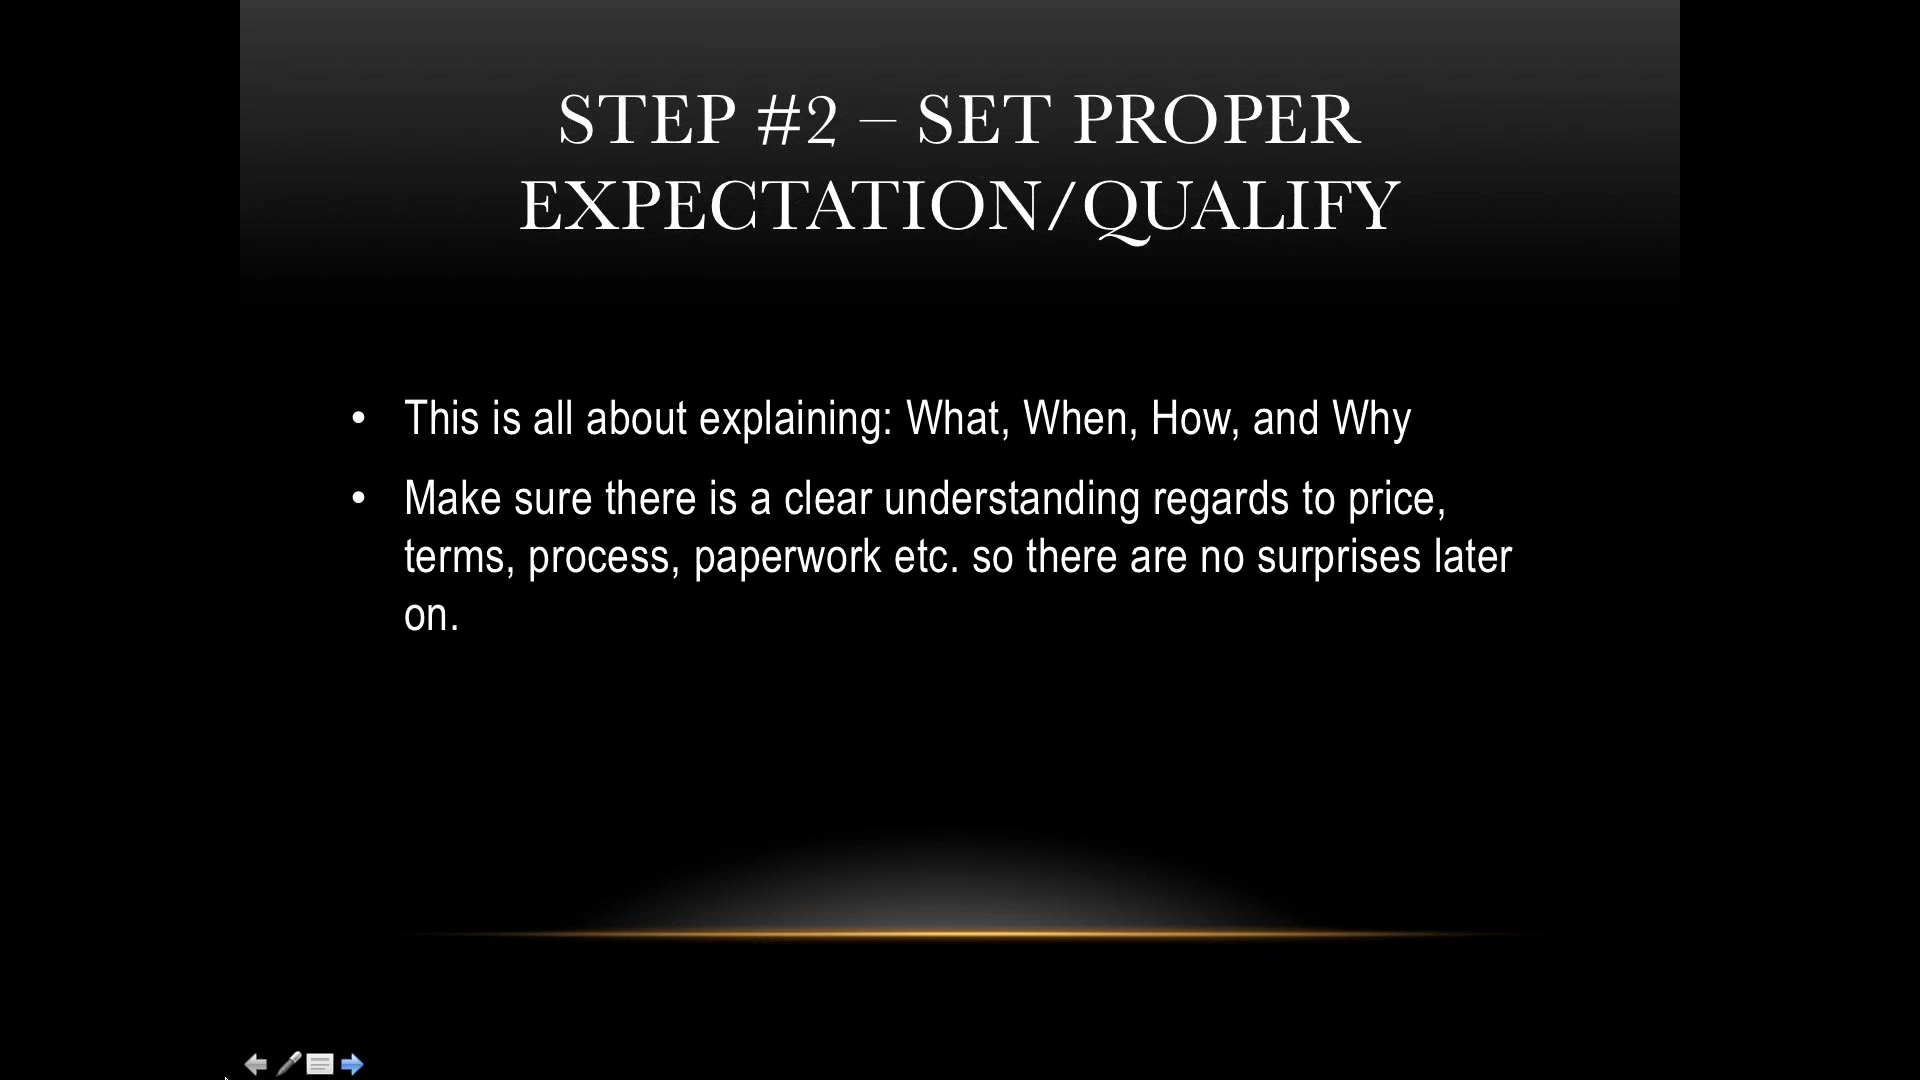 STEP #2 – SET PROPER
EXPECTATION/QUALIFY
• This is all about explaining: What, When, How, and Why
• Make sure there is a clear understanding regards to price,
terms, process, paperwork etc. so there are no surprises later
on.